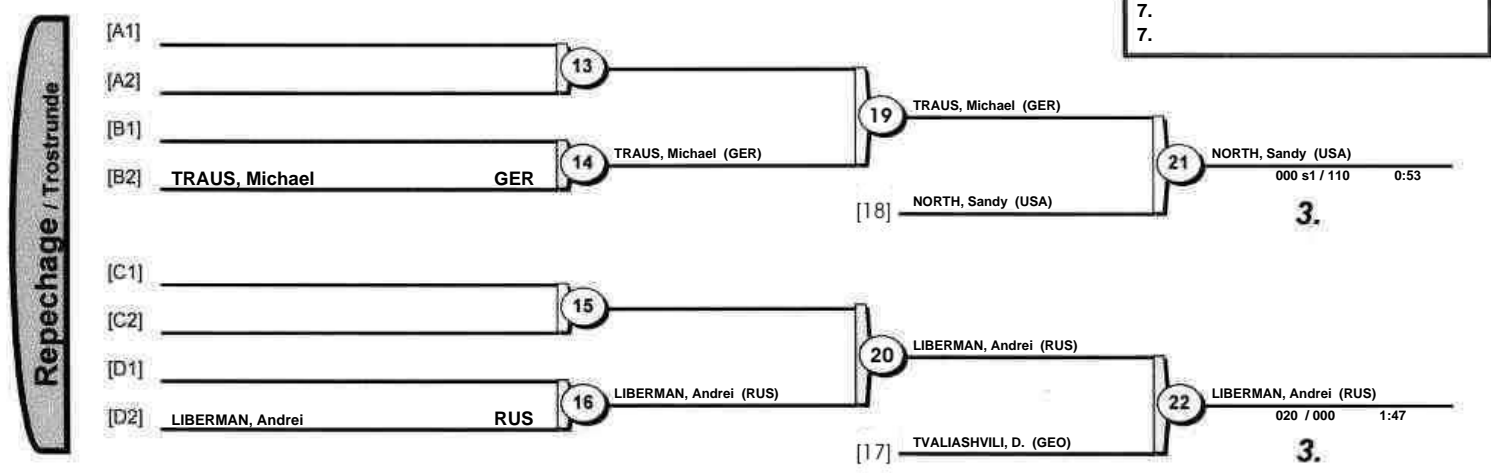 7.
7.
Repechage / Trostrunde
[A1]
13
[A2]
[B1]
14
TRAUS, Michael (GER)
[B2] TRAUS, Michael GER
19
TRAUS, Michael (GER)
[18] NORTH, Sandy (USA)
21
NORTH, Sandy (USA)
000 s1 / 110 0:53
3.
[C1]
15
[C2]
[D1]
16
LIBERMAN, Andrei (RUS)
[D2] LIBERMAN, Andrei RUS
20
LIBERMAN, Andrei (RUS)
[17] TVALIASHVILI, D. (GEO)
22
LIBERMAN, Andrei (RUS)
020 / 000 1:47
3.